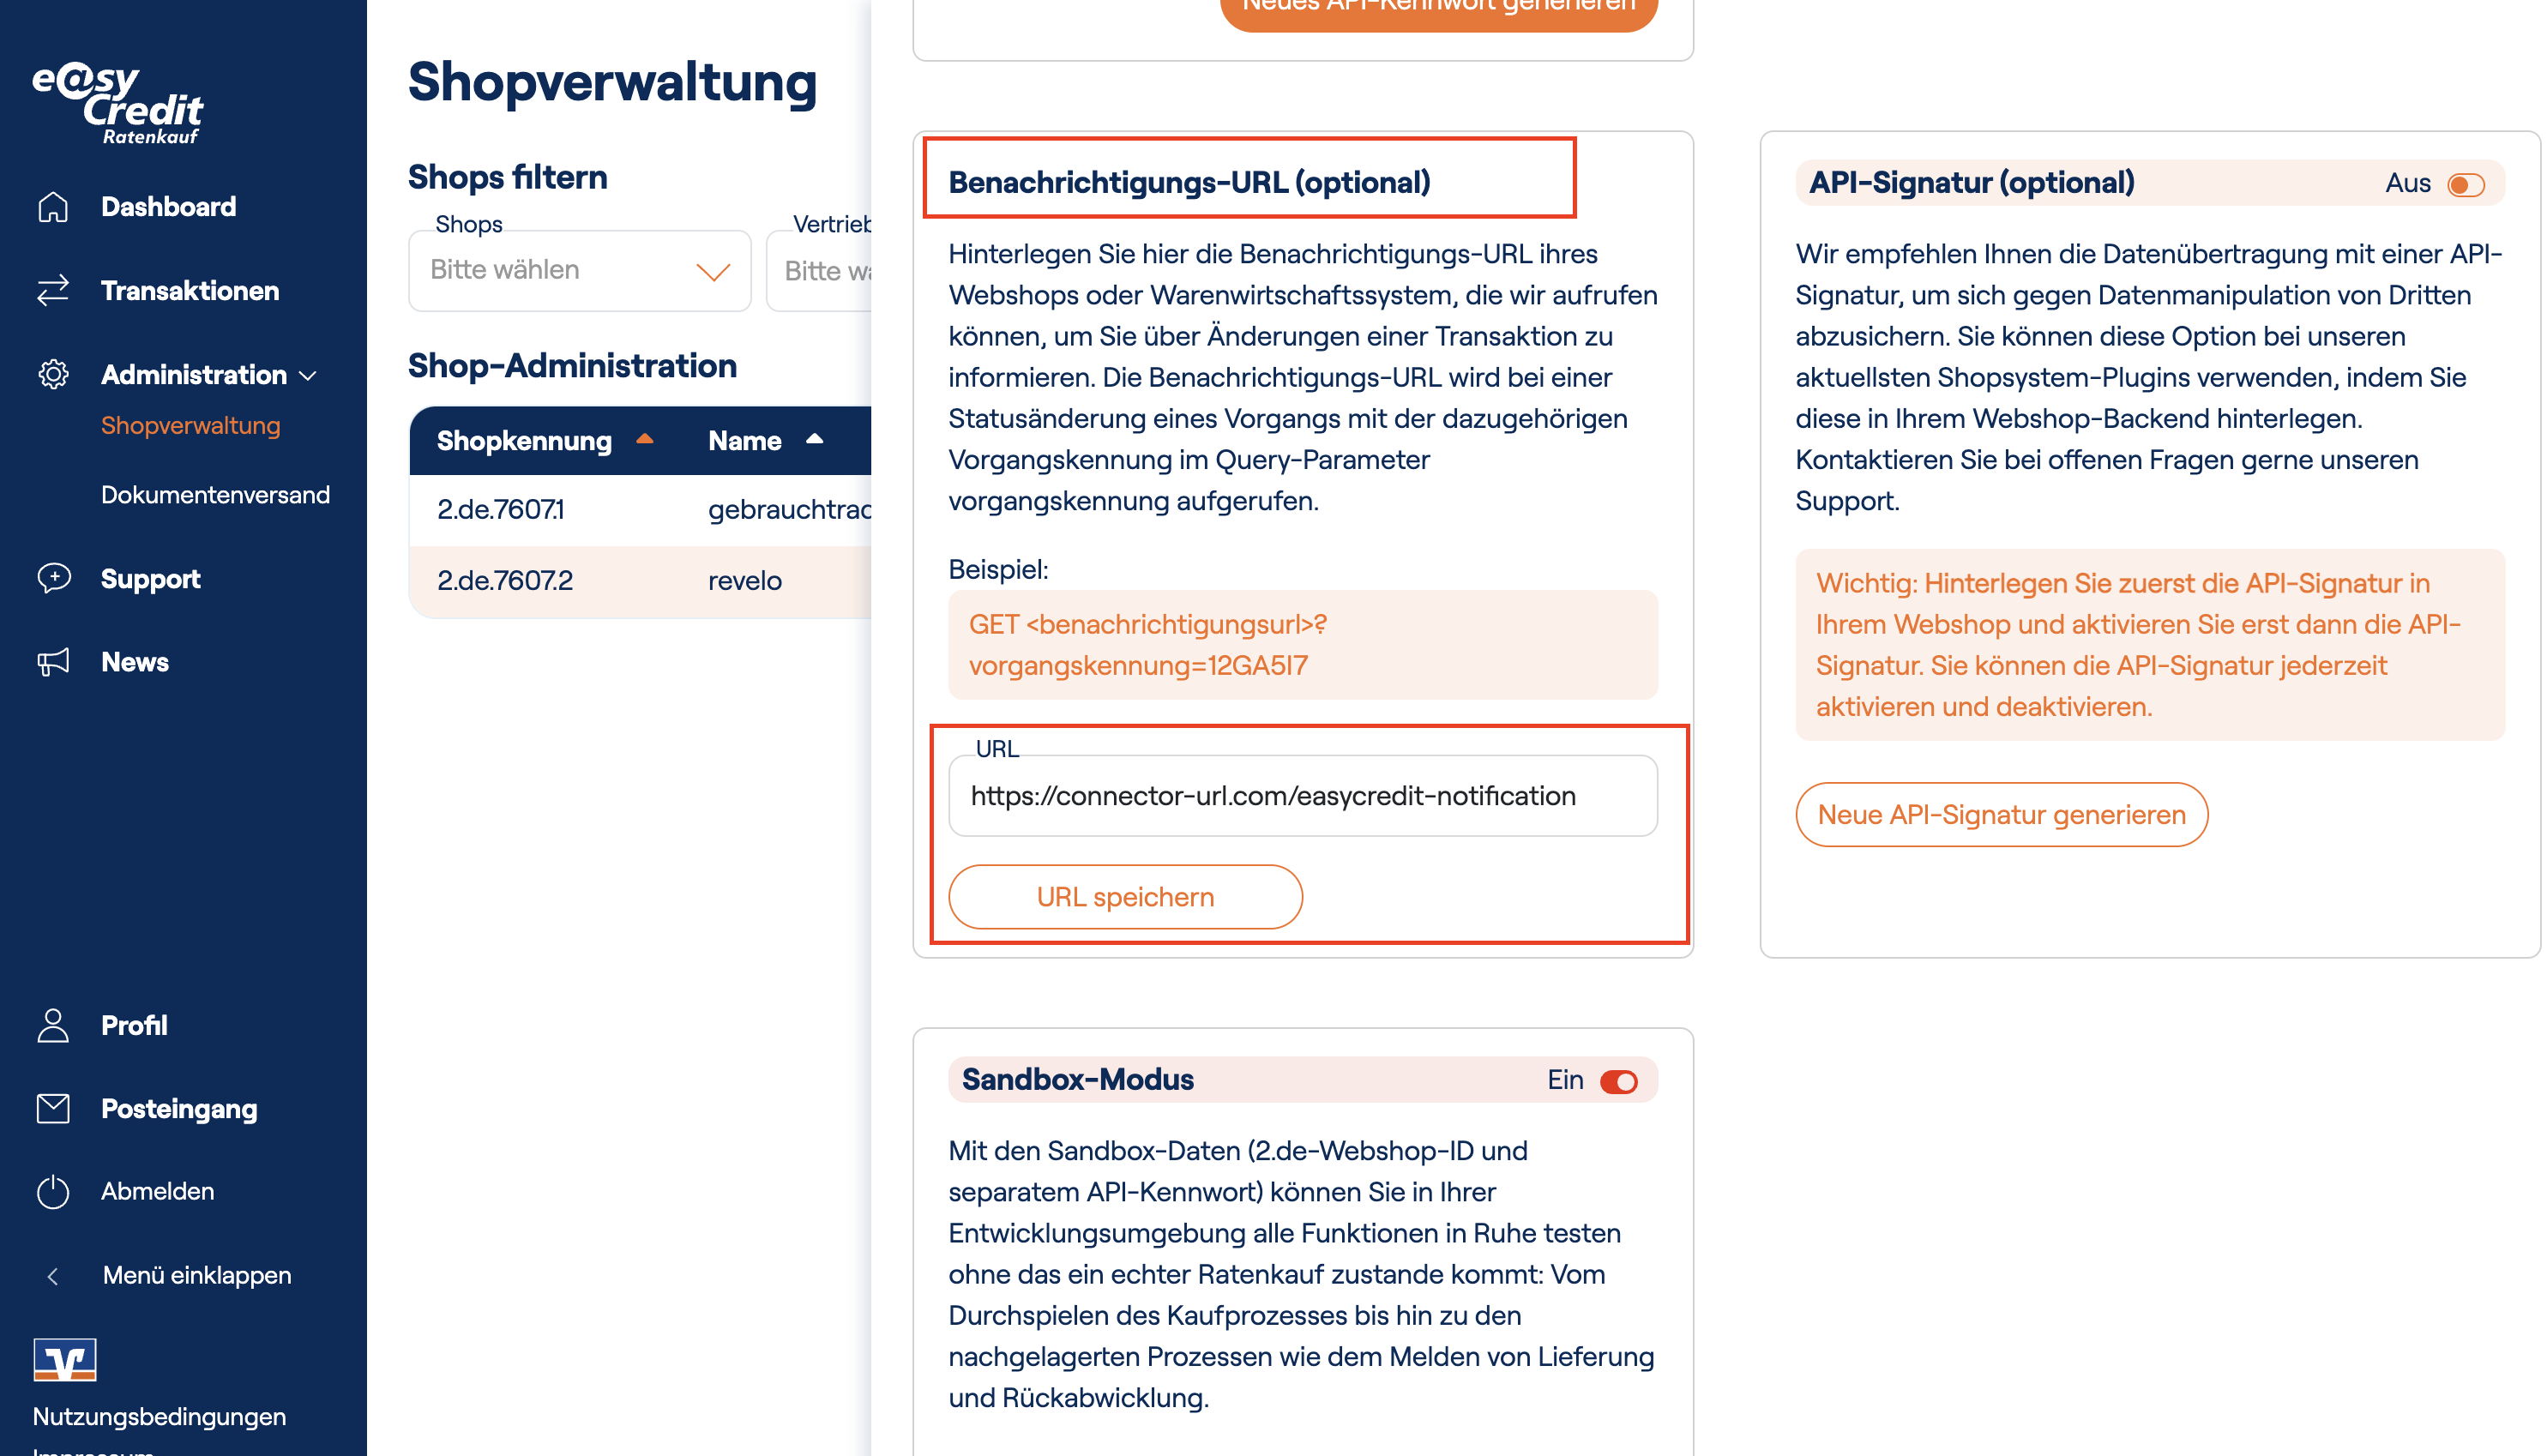 e@sy
Credit
Ratenkauf
Dashboard
Transaktionen
Administration
Shopverwaltung
Dokumentenversand
Support
News
Profil
Posteingang
Abmelden
Menü einklappen
Nutzungsbedingungen
Impressum
Shopverwaltung
Shops filtern
Shops
Bitte wählen
Vertrieb
Bitte wä
Shop-Administration
Shopkennung
Name
2.de.7607.1
gebrauchtrad
2.de.7607.2
revelo
Neues API-Kennwort generieren
Benachrichtigungs-URL (optional)
Hinterlegen Sie hier die Benachrichtigungs-URL ihres
Webshops oder Warenwirtschaftssystem, die wir aufrufen
können, um Sie über Änderungen einer Transaktion zu
informieren. Die Benachrichtigungs-URL wird bei einer
Statusänderung eines Vorgangs mit der dazugehörigen
Vorgangskennung im Query-Parameter
vorgangskennung aufgerufen.
Beispiel:
GET <benachrichtigungsurl>?
vorgangskennung=12GA5I7
URL
https://connector-url.com/easycredit-notification
URL speichern
API-Signatur (optional)
Aus
Wir empfehlen Ihnen die Datenübertragung mit einer API-
Signatur, um sich gegen Datenmanipulation von Dritten
abzusichern. Sie können diese Option bei unseren
aktuellsten Shopsystem-Plugins verwenden, indem Sie
diese in Ihrem Webshop-Backend hinterlegen.
Kontaktieren Sie bei offenen Fragen gerne unseren
Support.
Wichtig: Hinterlegen Sie zuerst die API-Signatur in
Ihrem Webshop und aktivieren Sie erst dann die API-
Signatur. Sie können die API-Signatur jederzeit
aktivieren und deaktivieren.
Neue API-Signatur generieren
Sandbox-Modus
Ein
Mit den Sandbox-Daten (2.de-Webshop-ID und
separatem API-Kennwort) können Sie in Ihrer
Entwicklungsumgebung alle Funktionen in Ruhe testen
ohne das ein echter Ratenkauf zustande kommt: Vom
Durchspielen des Kaufprozesses bis hin zu den
nachgelagerten Prozessen wie dem Melden von Lieferung
und Rückabwicklung.